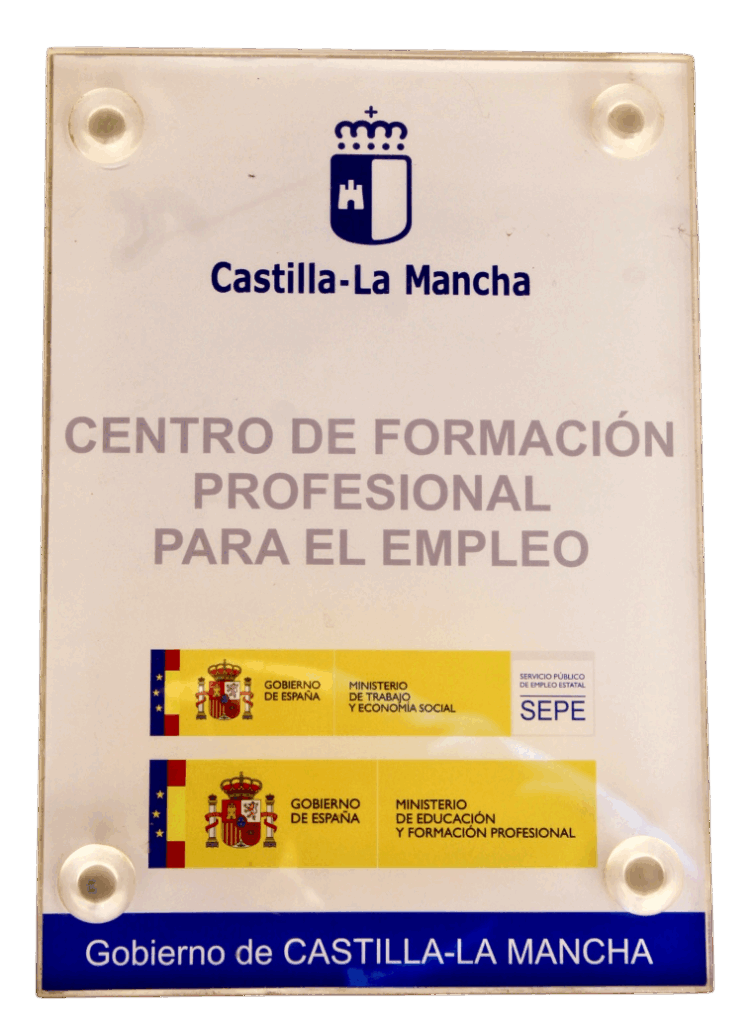 Castilla-La Mancha
CENTRO DE FORMACIÓN
PROFESIONAL
PARA EL EMPLEO
GOBIERNO
DE ESPAÑA
MINISTERIO
DE TRABAJO
Y ECONOMÍA SOCIAL
SERVICIO PÚBLICO
DE EMPLEO ESTATAL
SEPE
GOBIERNO
DE ESPAÑA
MINISTERIO
DE EDUCACIÓN
Y FORMACIÓN PROFESIONAL
Gobierno de CASTILLA-LA MANCHA